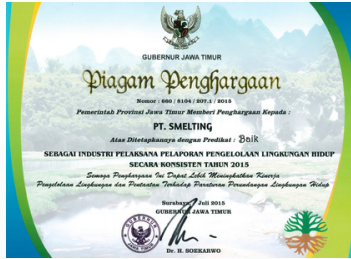 GUBERNUR JAWA TIMUR
Piagam Penghargaan
Nomor : 660 / 8104 / 207.1 / 2015
Pemerintah Provinsi Jawa Timur Memberi Penghargaan Kepada :
PT. SMELTING
Atas Ditetapkannya dengan Predikat : Baik
SEBAGAI INDUSTRI PELAKSANA PELAPORAN PENGELOLAAN LINGKUNGAN HIDUP
SECARA KONSISTEN TAHUN 2015
Semoga Penghargaan Ini Dapat Lebih Meningkatkan Kinerja
Pengelolaan Lingkungan dan Pentaatan Terhadap Peraturan Perundangan Lingkungan Hidup
Surabaya, Juli 2015
GUBERNUR JAWA TIMUR
Dr. H. SOEKARWO